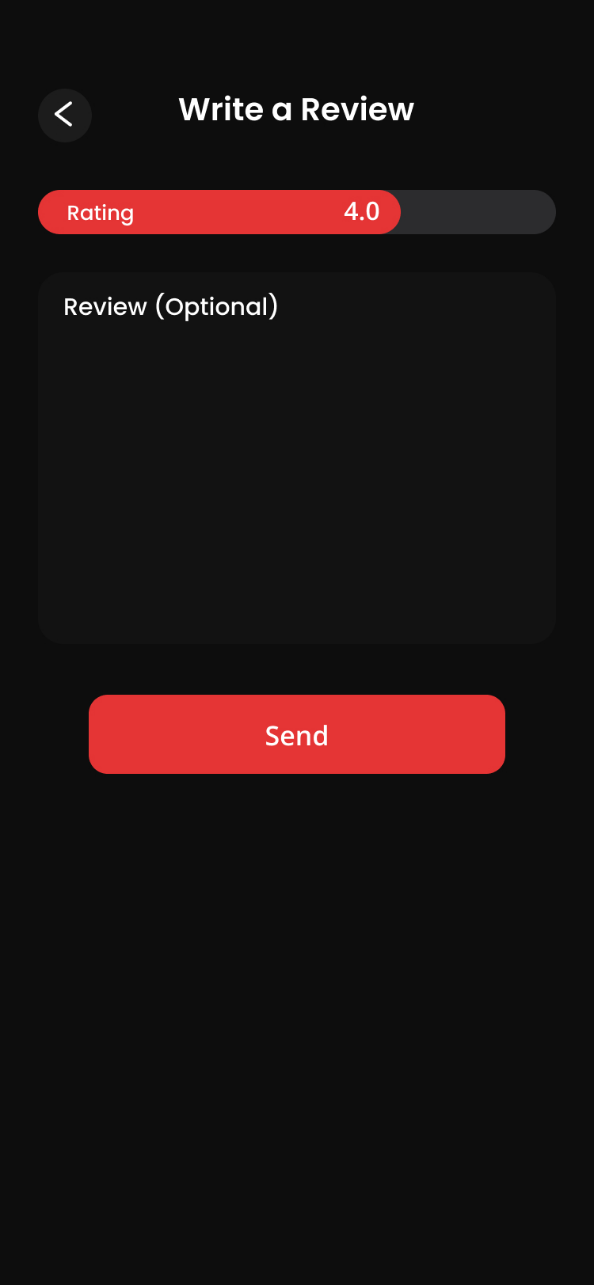 Write a Review
Rating 4.0
Review (Optional)
Send